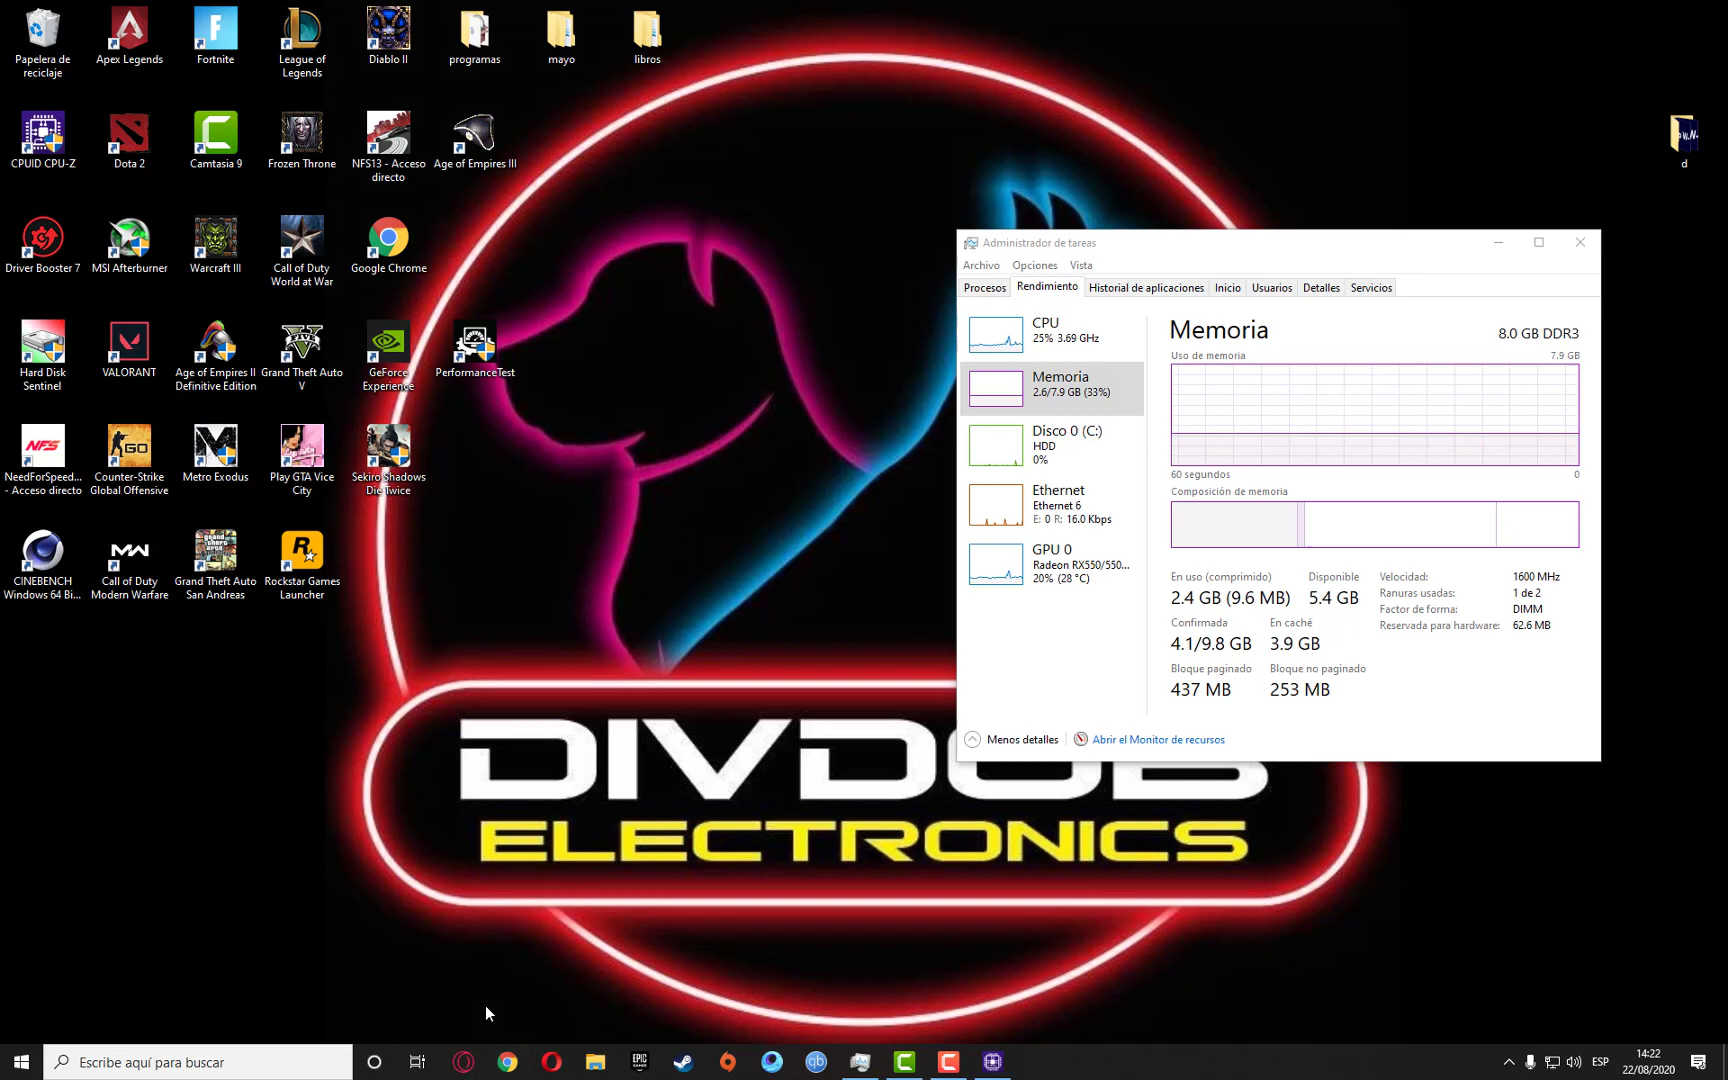 Papelera de
reciclaje
Apex Legends
Fortnite
League of
Legends
Diablo II
programas
mayo
libros
CPUID CPU-Z
Dota 2
Camtasia 9
Frozen Throne
NFS13 - Acceso
directo
Age of Empires III
d
Driver Booster 7
MSI Afterburner
Warcraft III
Call of Duty
World at War
Google Chrome
Hard Disk
Sentinel
VALORANT
Age of Empires II
Definitive Edition
Grand Theft Auto
V
GeForce
Experience
PerformanceTest
NeedForSpeed...
- Acceso directo
Counter-Strike
Global Offensive
Metro Exodus
Play GTA Vice
City
Sekiro Shadows
Die Twice
CINEBENCH
Windows 64 Bi...
Call of Duty
Modern Warfare
Grand Theft Auto
San Andreas
Rockstar Games
Launcher
Administrador de tareas
Archivo Opciones Vista
Procesos Rendimiento Historial de aplicaciones Inicio Usuarios Detalles Servicios
CPU
25% 3.69 GHz
Memoria
2.6/7.9 GB (33%)
Disco 0 (C:)
HDD
0%
Ethernet
Ethernet 6
E: 0 R: 16.0 Kbps
GPU 0
Radeon RX550/550...
20% (28 °C)
Memoria 8.0 GB DDR3
Uso de memoria 7.9 GB
60 segundos 0
Composición de memoria
En uso (comprimido) Disponible
2.4 GB (9.6 MB) 5.4 GB
Confirmada En caché
4.1/9.8 GB 3.9 GB
Bloque paginado Bloque no paginado
437 MB 253 MB
Velocidad: 1600 MHz
Ranuras usadas: 1 de 2
Factor de forma: DIMM
Reservada para hardware: 62.6 MB
Menos detalles Abrir el Monitor de recursos
DIVDOB
ELECTRONICS
Escribe aquí para buscar
EPIC
GAMES
qb
ESP
14:22
22/08/2020